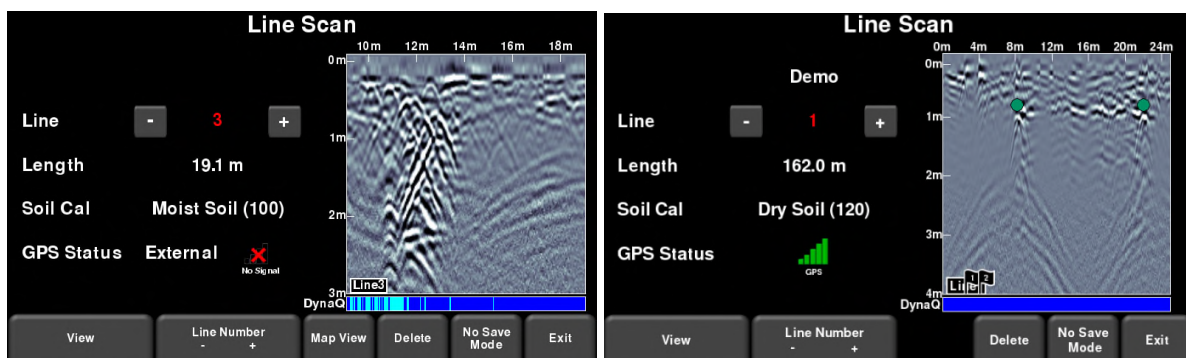 Line Scan
10m 12m 14m 16m 18m
0m
Line - 3 +
1m
Length 19.1 m
Soil Cal Moist Soil (100)
2m
GPS Status External
No Signal
Line3
3m
DynaQ
View
Line Number
- +
Map View
Delete
No Save
Mode
Exit
Line Scan
0m 4m 8m 12m 16m 20m 24m
0m
Demo
Line - 1 +
1m
Length 162.0 m
2m
Soil Cal Dry Soil (120)
3m
GPS Status
GPS
1 2
4m
DynaQ
View
Line Number
- +
Delete
No Save
Mode
Exit